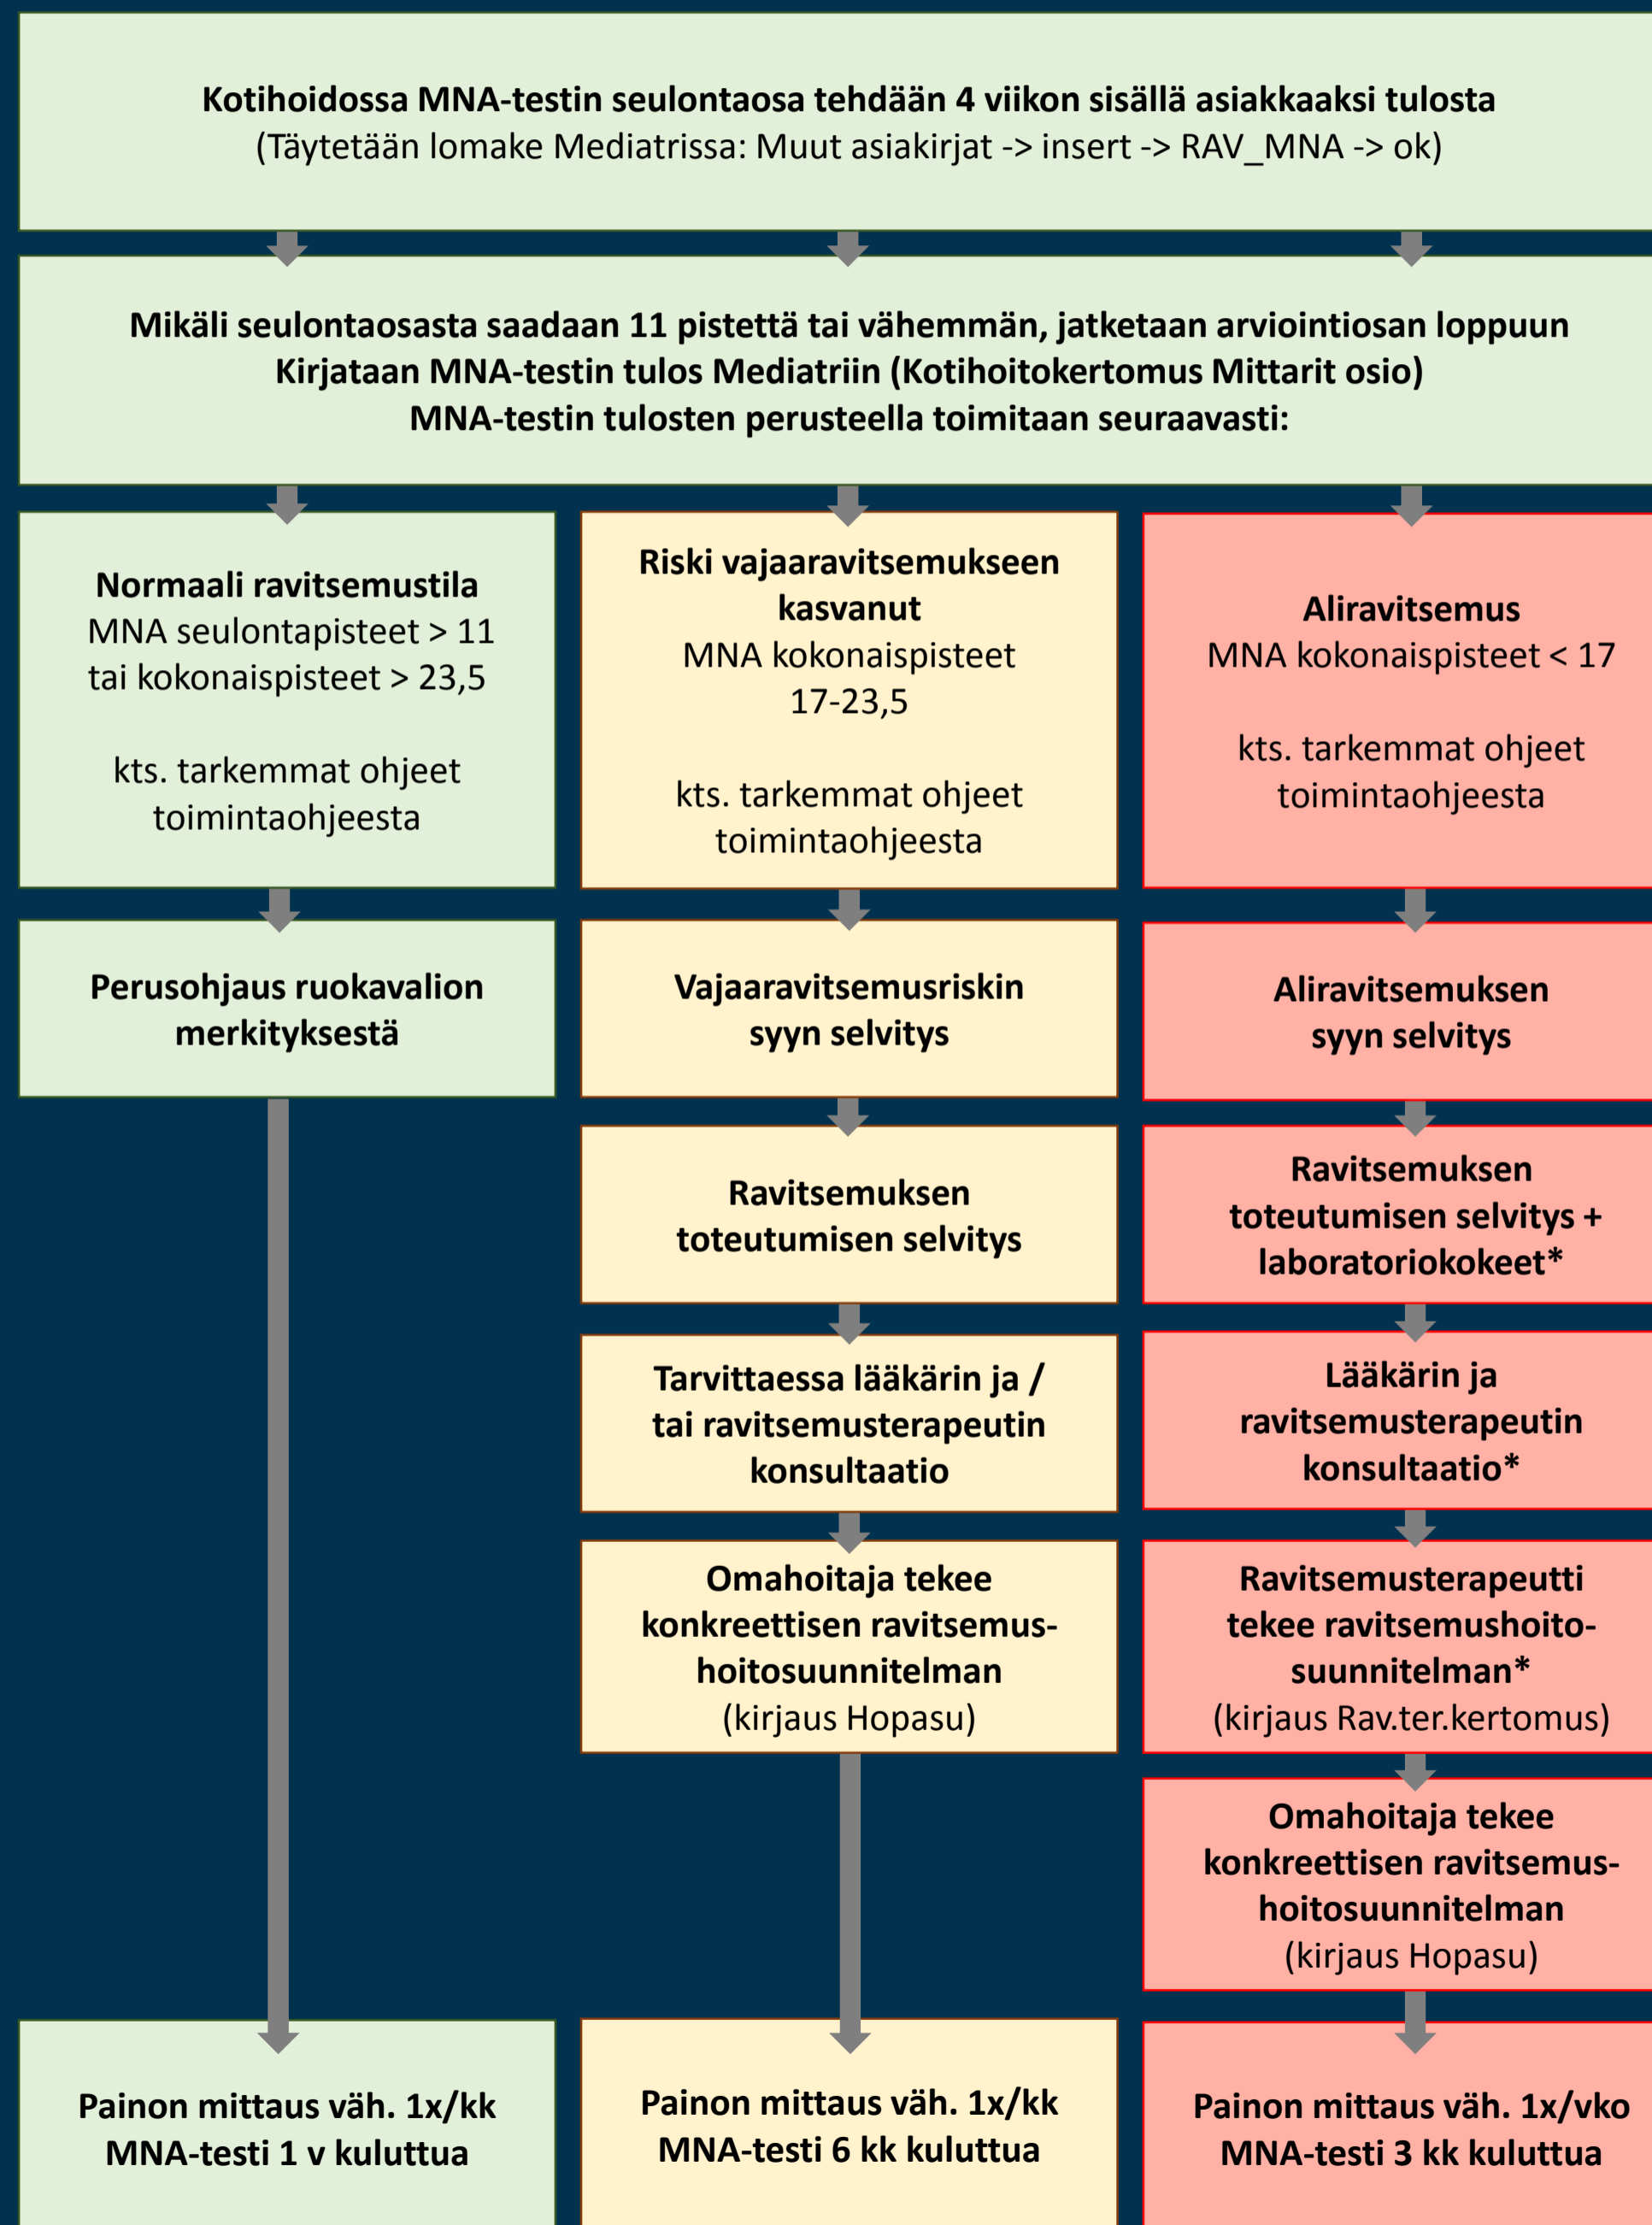 Kotihoidossa MNA-testin seulontaosa tehdään 4 viikon sisällä asiakkaaksi tulosta
(Täytetään lomake Mediatrissa: Muut asiakirjat -> insert -> RAV_MNA -> ok)
Mikäli seulontaosasta saadaan 11 pistettä tai vähemmän, jatketaan arviointiosan loppuun
Kirjataan MNA-testin tulos Mediatriin (Kotihoitokertomus Mittarit osio)
MNA-testin tulosten perusteella toimitaan seuraavasti:
Normaali ravitsemustila
MNA seulontapisteet > 11
tai kokonaispisteet > 23,5
kts. tarkemmat ohjeet
toimintaohjeesta
Perusohjaus ruokavalion
merkityksestä
Painon mittaus väh. 1x/kk
MNA-testi 1 v kuluttua
Riski vajaaravitsemukseen
kasvanut
MNA kokonaispisteet
17-23,5
kts. tarkemmat ohjeet
toimintaohjeesta
Vajaaravitsemusriskin
syyn selvitys
Ravitsemuksen
toteutumisen selvitys
Tarvittaessa lääkärin ja /
tai ravitsemusterapeutin
konsultaatio
Omahoitaja tekee
konkreettisen ravitsemus-
hoitosuunnitelman
(kirjaus Hopasu)
Painon mittaus väh. 1x/kk
MNA-testi 6 kk kuluttua
Aliravitsemus
MNA kokonaispisteet < 17
kts. tarkemmat ohjeet
toimintaohjeesta
Aliravitsemuksen
syyn selvitys
Ravitsemuksen
toteutumisen selvitys +
laboratoriokokeet*
Lääkärin ja
ravitsemusterapeutin
konsultaatio*
Ravitsemusterapeutti
tekee ravitsemushoito-
suunnitelman*
(kirjaus Rav.ter.kertomus)
Omahoitaja tekee
konkreettisen ravitsemus-
hoitosuunnitelman
(kirjaus Hopasu)
Painon mittaus väh. 1x/vko
MNA-testi 3 kk kuluttua